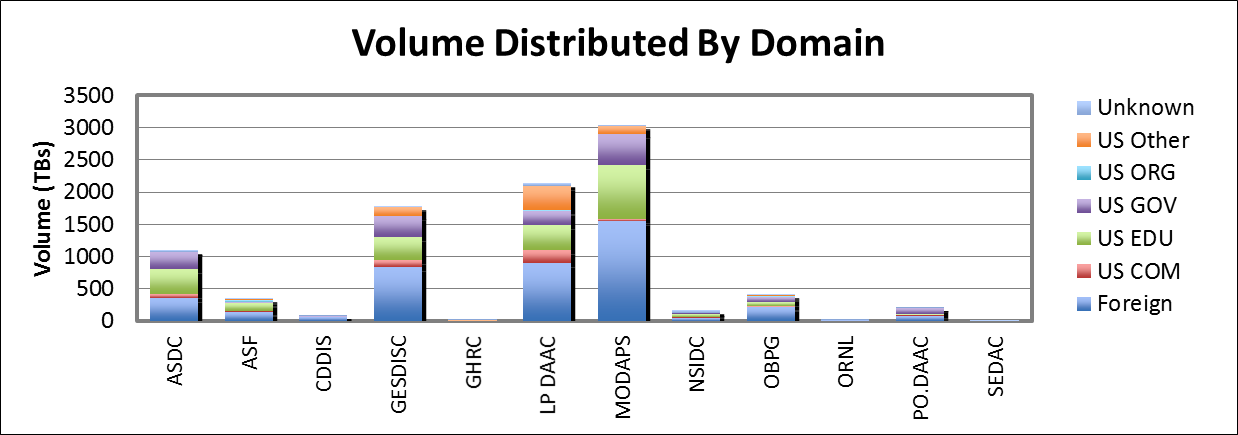 Volume Distributed By Domain
Volume (TBs)
3500
3000
2500
2000
1500
1000
500
0
ASDC
ASF
CDDIS
GESDISC
GHRC
LP DAAC
MODAPS
NSIDC
OBPG
ORNL
PO.DAAC
SEDAC
Unknown
US Other
US ORG
US GOV
US EDU
US COM
Foreign